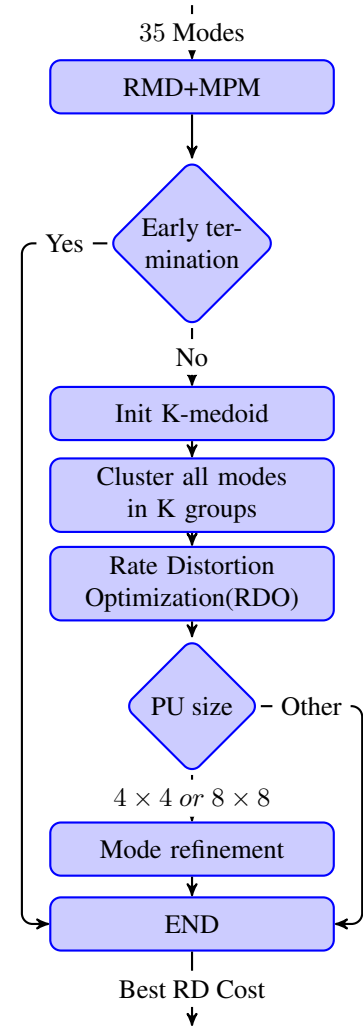 35 Modes
RMD+MPM
Early ter-
mination
Yes
No
Init K-medoid
Cluster all modes
in K groups
Rate Distortion
Optimization(RDO)
PU size
Other
4 × 4 or 8 × 8
Mode refinement
END
Best RD Cost